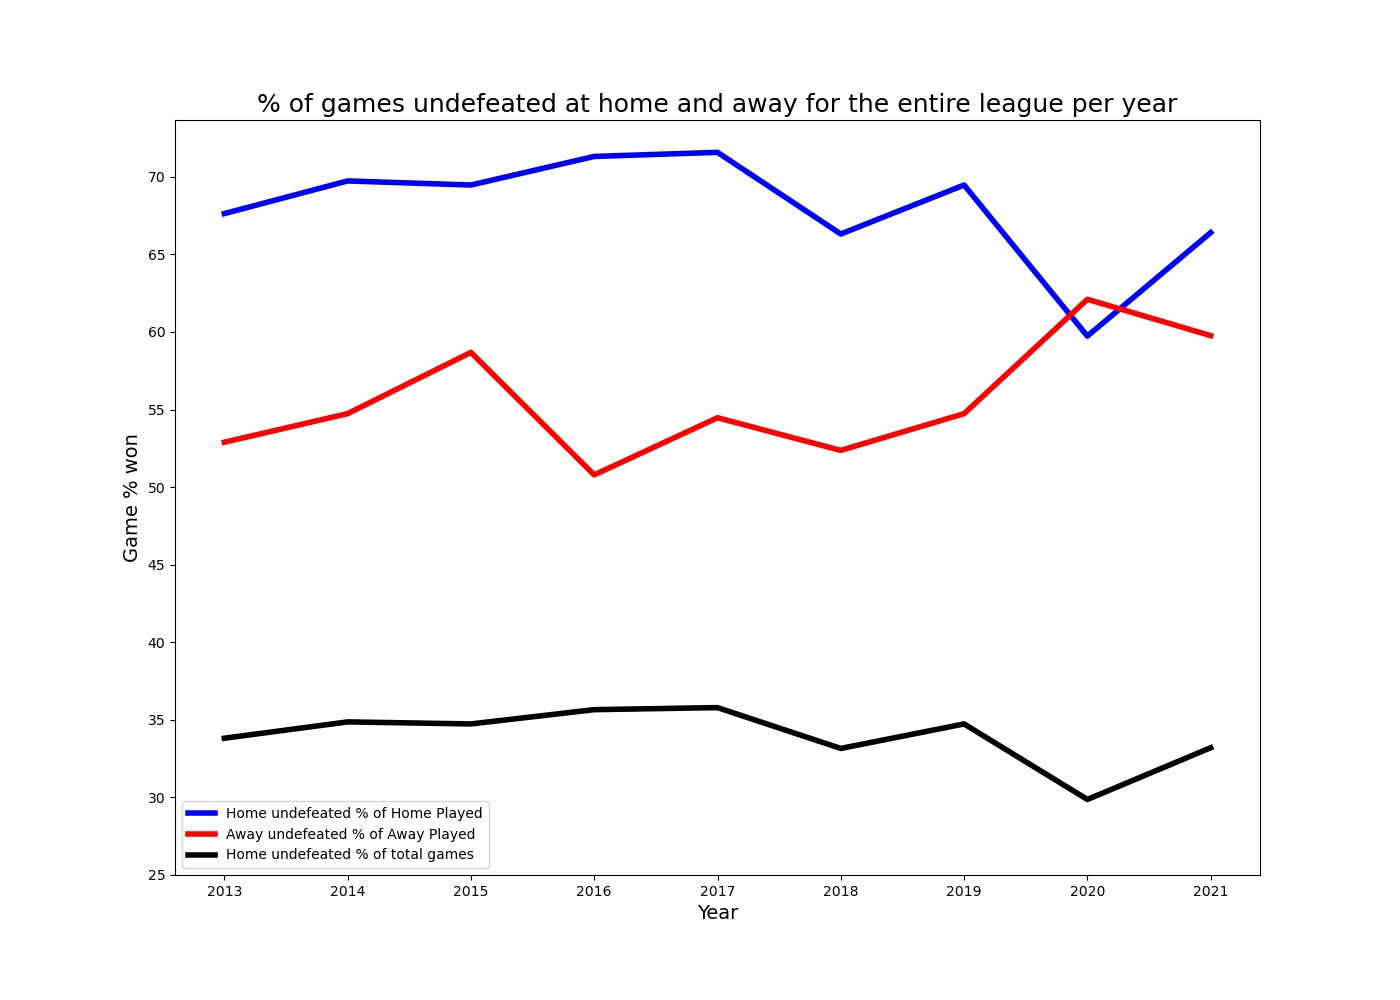 % of games undefeated at home and away for the entire league per year
Game % won
70
65
60
55
50
45
40
35
30
25
Home undefeated % of Home Played
Away undefeated % of Away Played
Home undefeated % of total games
2013 2014 2015 2016 2017 2018 2019 2020 2021
Year